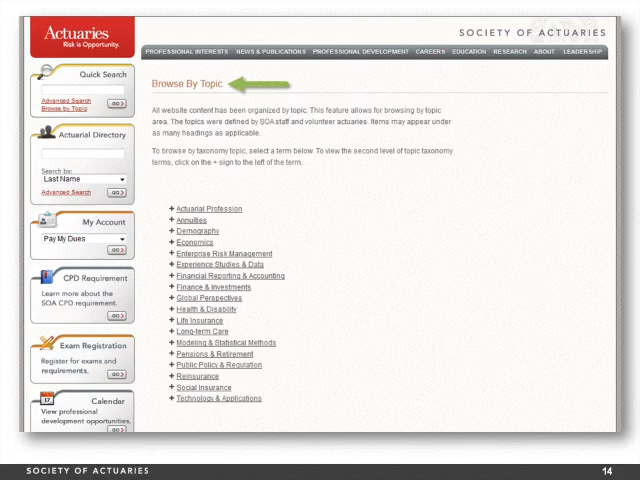 Actuaries
Risk is Opportunity.
SOCIETY OF ACTUARIES
PROFESSIONAL INTERESTS NEWS & PUBLICATIONS PROFESSIONAL DEVELOPMENT CAREERS EDUCATION RESEARCH ABOUT LEADERSHIP
Quick Search
Advanced Search
Browse by Topic
GO
Actuarial Directory
Search by:
Last Name
Advanced Search
GO
My Account
Pay My Dues
GO
CPD Requirement
Learn more about the
SOA CPD requirement.
GO
Exam Registration
Register for exams and
requirements.
GO
17
Calendar
View professional
development opportunities.
GO
Browse By Topic
All website content has been organized by topic. This feature allows for browsing by topic
area. The topics were defined by SOA staff and volunteer actuaries. Items may appear under
as many headings as applicable.
To browse by taxonomy topic, select a term below. To view the second level of topic taxonomy
terms, click on the + sign to the left of the term.
+ Actuarial Profession
+ Annuities
+ Demography
+ Economics
+ Enterprise Risk Management
+ Experience Studies & Data
+ Financial Reporting & Accounting
+ Finance & Investments
+ Global Perspectives
+ Health & Disability
+ Life Insurance
+ Long-term Care
+ Modeling & Statistical Methods
+ Pensions & Retirement
+ Public Policy & Regulation
+ Reinsurance
+ Social Insurance
+ Technology & Applications
SOCIETY OF ACTUARIES
14